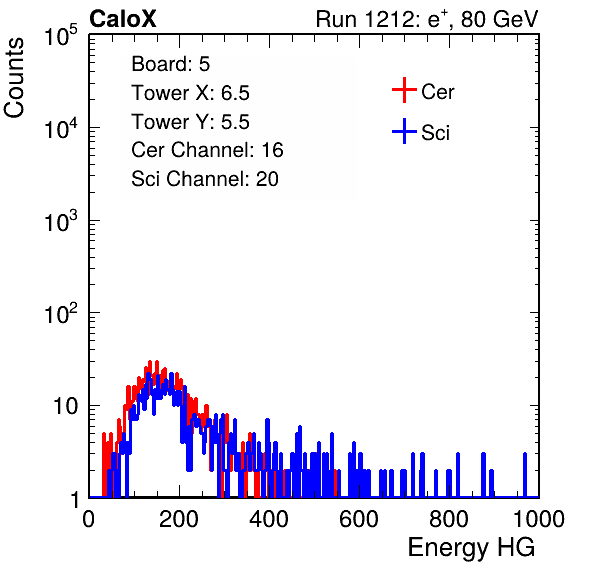 CaloX Run 1212: e⁺, 80 GeV
Counts
Board: 5
Tower X: 6.5
Tower Y: 5.5
Cer Channel: 16
Sci Channel: 20
Cer
Sci
10⁵
10⁴
10³
10²
10
1
0 200 400 600 800 1000
Energy HG